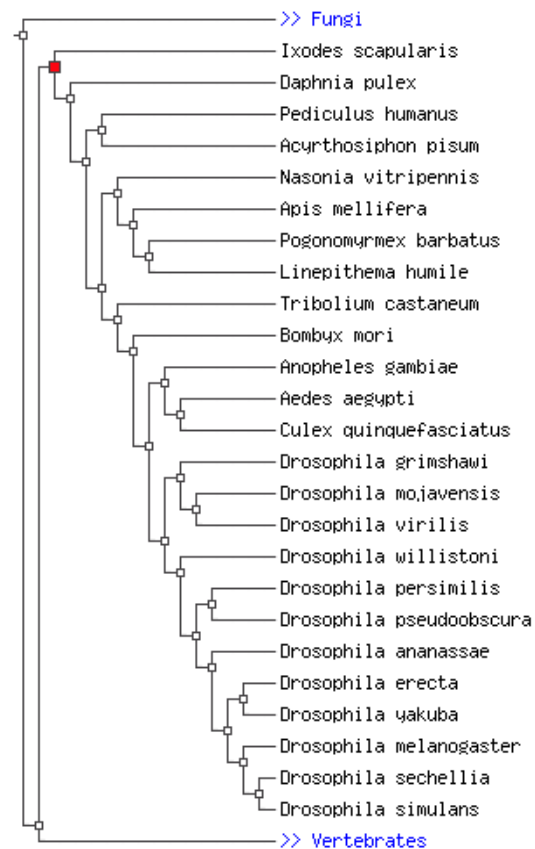 >> Fungi
Ixodes scapularis
Daphnia pulex
Pediculus humanus
Acyrthosiphon pisum
Nasonia vitripennis
Apis mellifera
Pogonomyrmex barbatus
Linepithema humile
Tribolium castaneum
Bombyx mori
Anopheles gambiae
Aedes aegypti
Culex quinquefasciatus
Drosophila grimshawi
Drosophila mojavensis
Drosophila virilis
Drosophila willistoni
Drosophila persimilis
Drosophila pseudoobscura
Drosophila ananassae
Drosophila erecta
Drosophila yakuba
Drosophila melanogaster
Drosophila sechellia
Drosophila simulans
>> Vertebrates